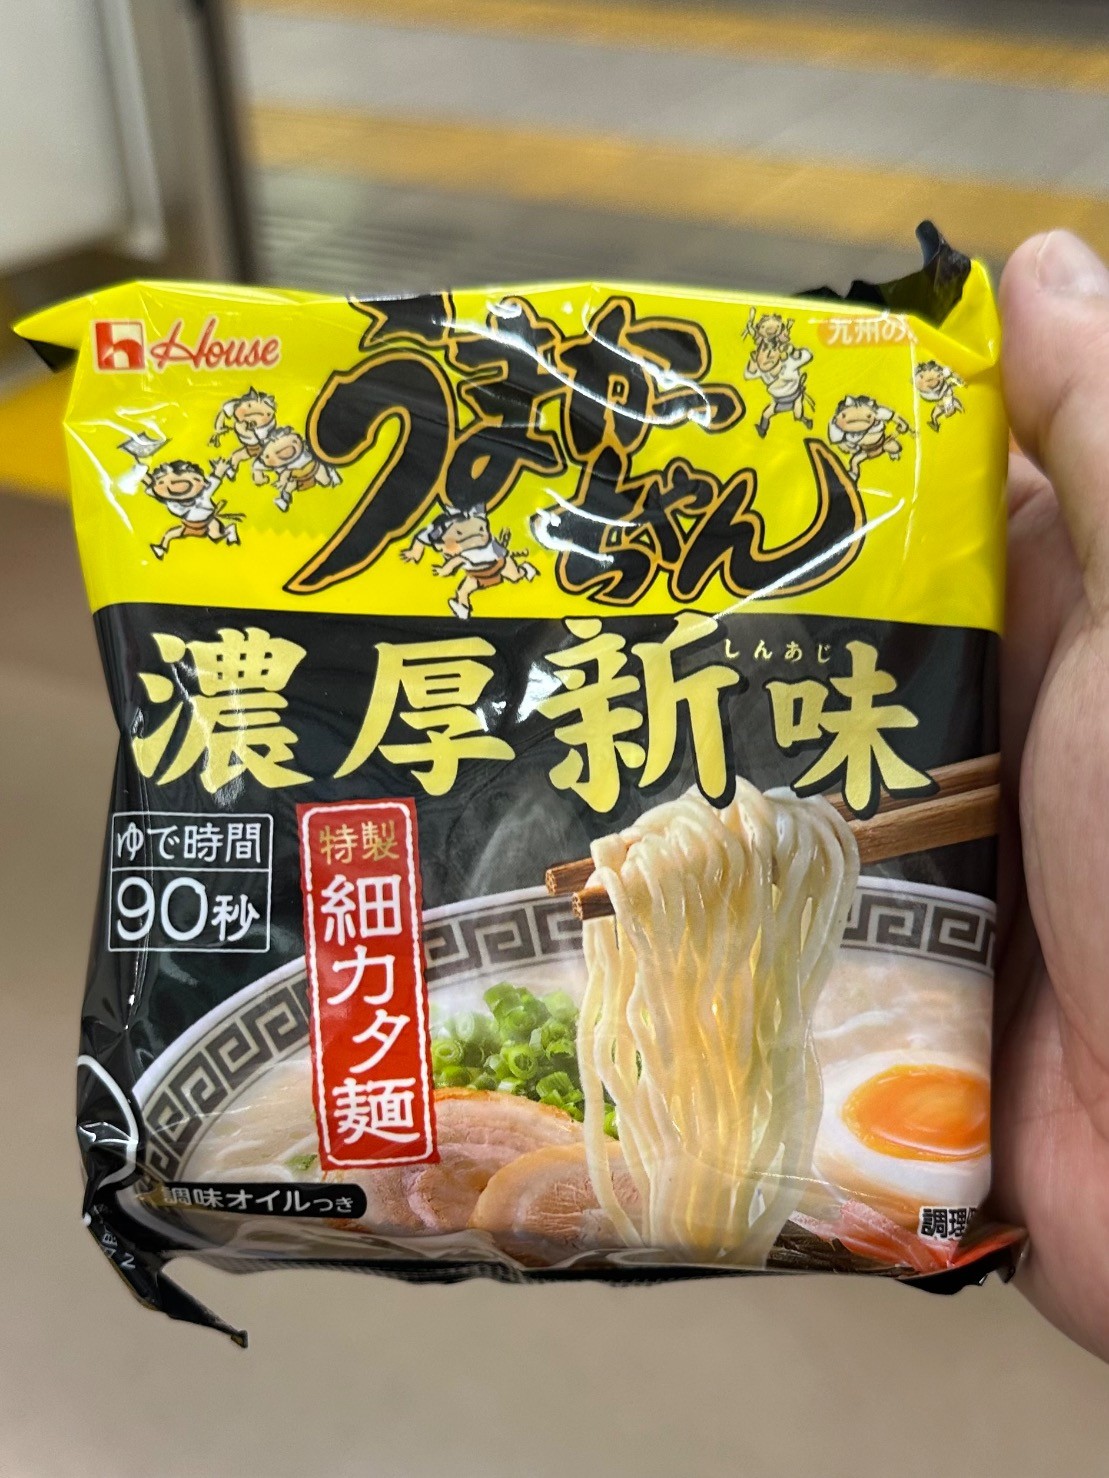 House
うまかっちゃん
九州の
濃厚新味
しんあじ
ゆで時間
90秒
特製
細カタ麺
調味オイルつき
調理